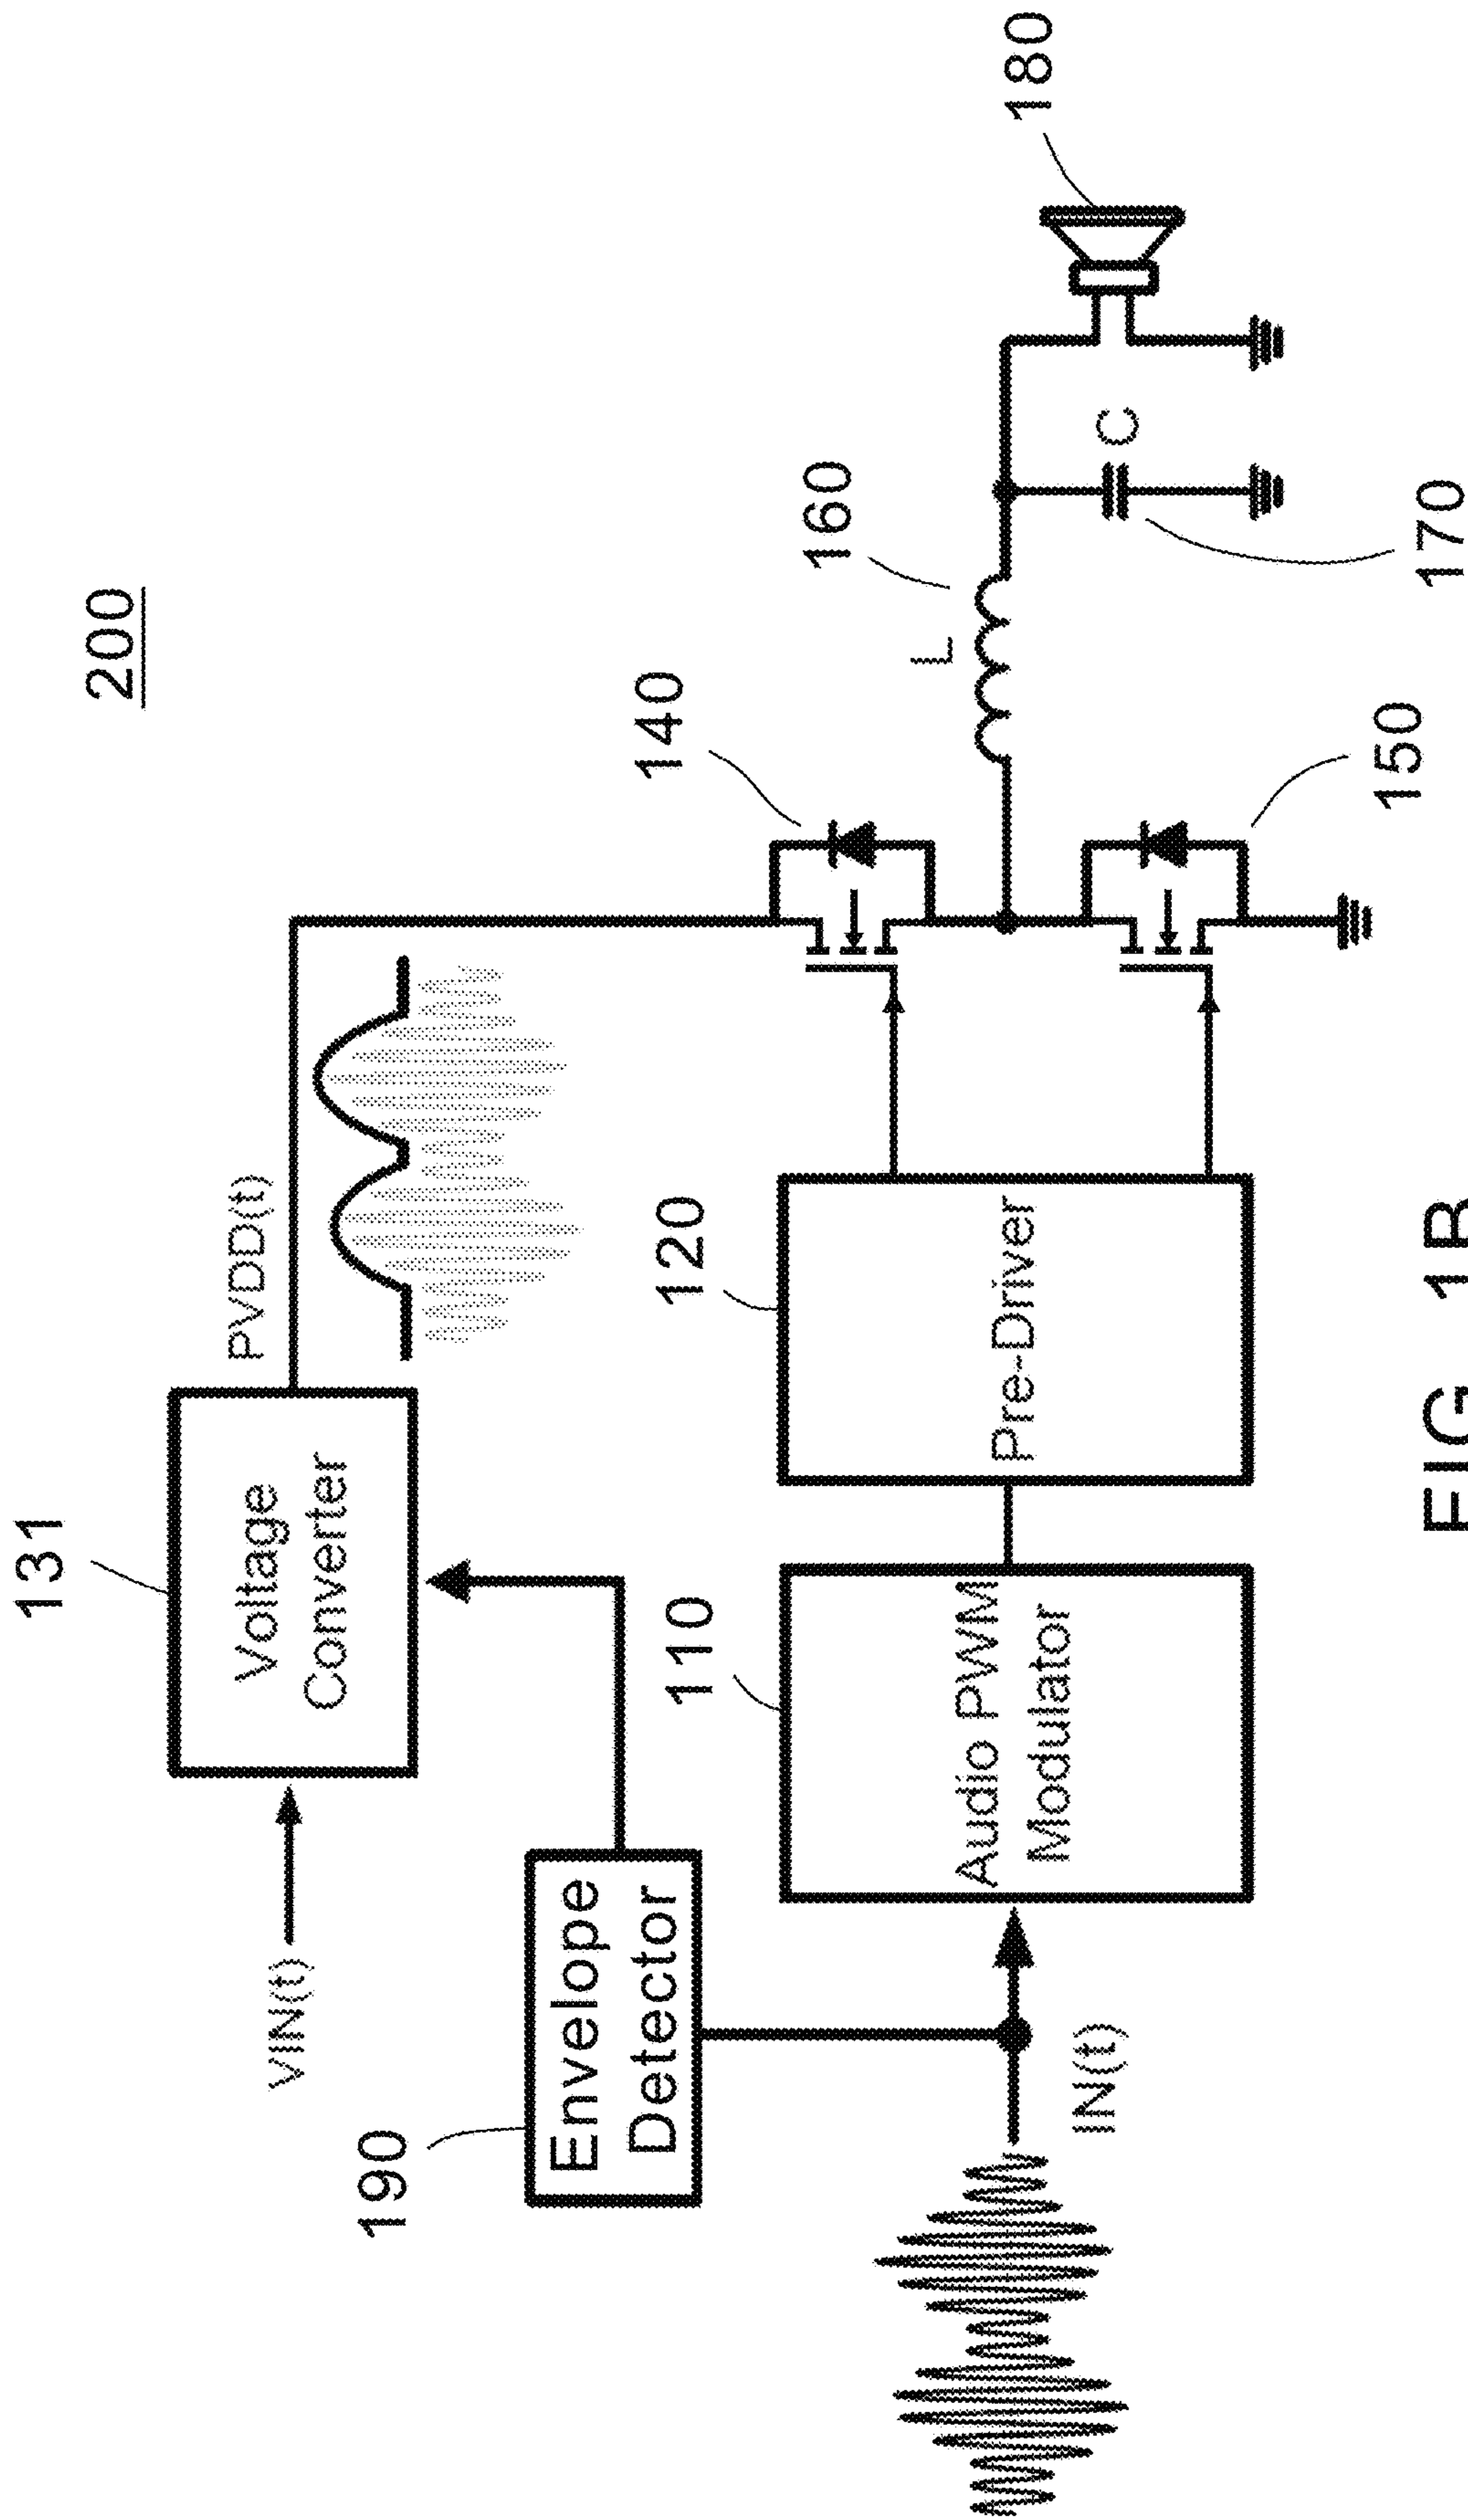 200
131
Voltage
Converter
PVDD(t)
VIN(t)
190
Envelope
Detector
110
Audio PWM
Modulator
120
Pre-Driver
140
150
L
160
C
170
180
IN(t)
FIG. 1B